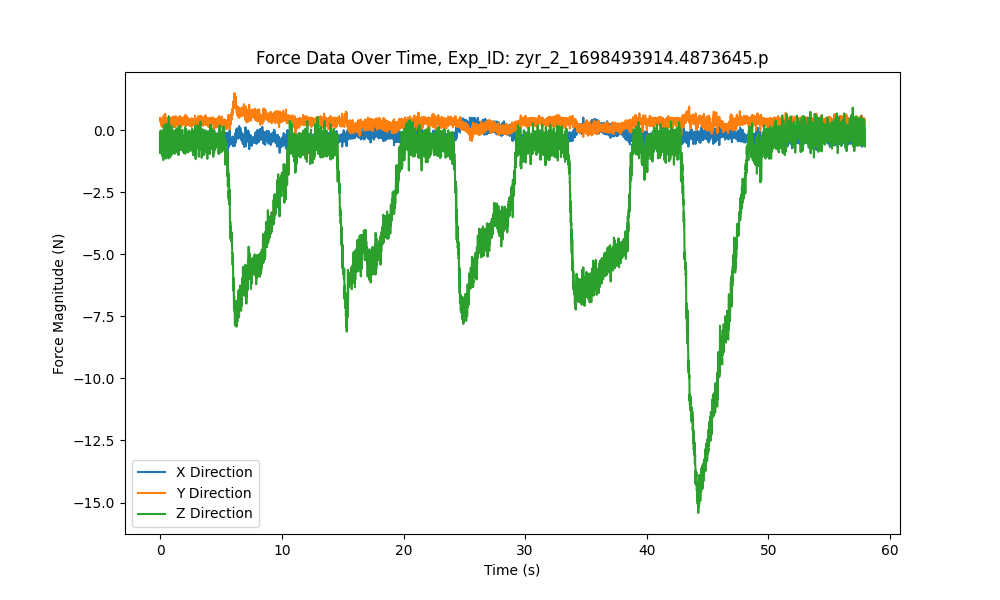 Force Data Over Time, Exp_ID: zyr_2_1698493914.4873645.p
Force Magnitude (N)
0.0
−2.5
−5.0
−7.5
−10.0
−12.5
−15.0
X Direction
Y Direction
Z Direction
0 10 20 30 40 50 60
Time (s)